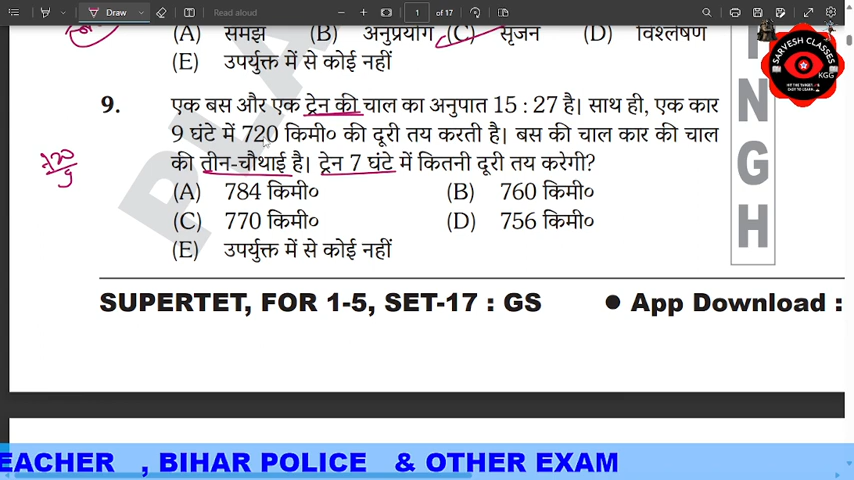 Draw
Read aloud
1
of 17
(A) समझ (B) अनुप्रयोग (C) सृजन (D) विश्लेषण
(E) उपर्युक्त में से कोई नहीं
9. एक बस और एक ट्रेन की चाल का अनुपात 15 : 27 है। साथ ही, एक कार
9 घंटे में 720 किमी० की दूरी तय करती है। बस की चाल कार की चाल
की तीन-चौथाई है। ट्रेन 7 घंटे में कितनी दूरी तय करेगी?
(A) 784 किमी० (B) 760 किमी०
(C) 770 किमी० (D) 756 किमी०
(E) उपर्युक्त में से कोई नहीं
720
9
SUPERTET, FOR 1-5, SET-17 : GS ● App Download :
NGH
SARVESH CLASSES
KGG
EACHER , BIHAR POLICE & OTHER EXAM